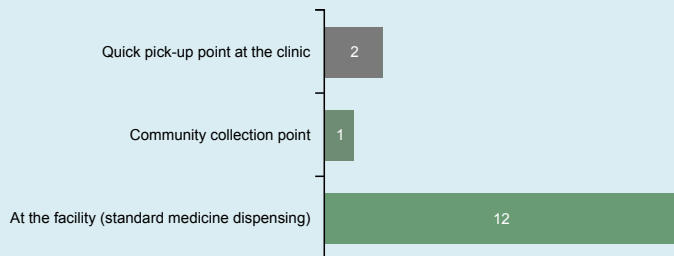 Quick pick-up point at the clinic
2
Community collection point
1
At the facility (standard medicine dispensing)
12